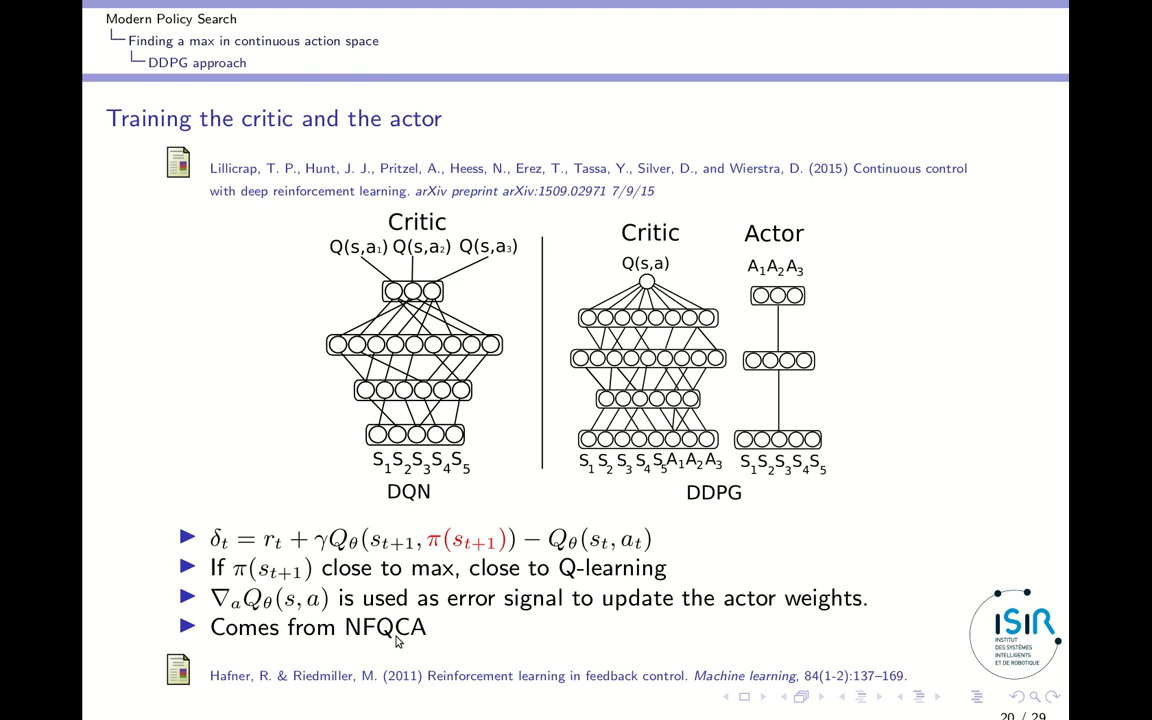 Modern Policy Search
Finding a max in continuous action space
DDPG approach
Training the critic and the actor
Lillicrap, T. P., Hunt, J. J., Pritzel, A., Heess, N., Erez, T., Tassa, Y., Silver, D., and Wierstra, D. (2015) Continuous control
with deep reinforcement learning. arXiv preprint arXiv:1509.02971 7/9/15
Critic
Q(s,a₁) Q(s,a₂) Q(s,a₃)
S₁S₂S₃S₄S₅
DQN
Critic
Q(s,a)
S₁ S₂ S₃ S₄ S₅A₁A₂A₃
Actor
A₁A₂A₃
S₁S₂S₃S₄S₅
DDPG
δₜ = rₜ + γQ_θ(sₜ₊₁, π(sₜ₊₁)) − Q_θ(sₜ, aₜ)
If π(sₜ₊₁) close to max, close to Q-learning
∇ₐQ_θ(s, a) is used as error signal to update the actor weights.
Comes from NFQCA
Hafner, R. & Riedmiller, M. (2011) Reinforcement learning in feedback control. Machine learning, 84(1-2):137–169.
ISIR
INSTITUT
DES SYSTÈMES
INTELLIGENTS
ET DE ROBOTIQUE
20 / 29